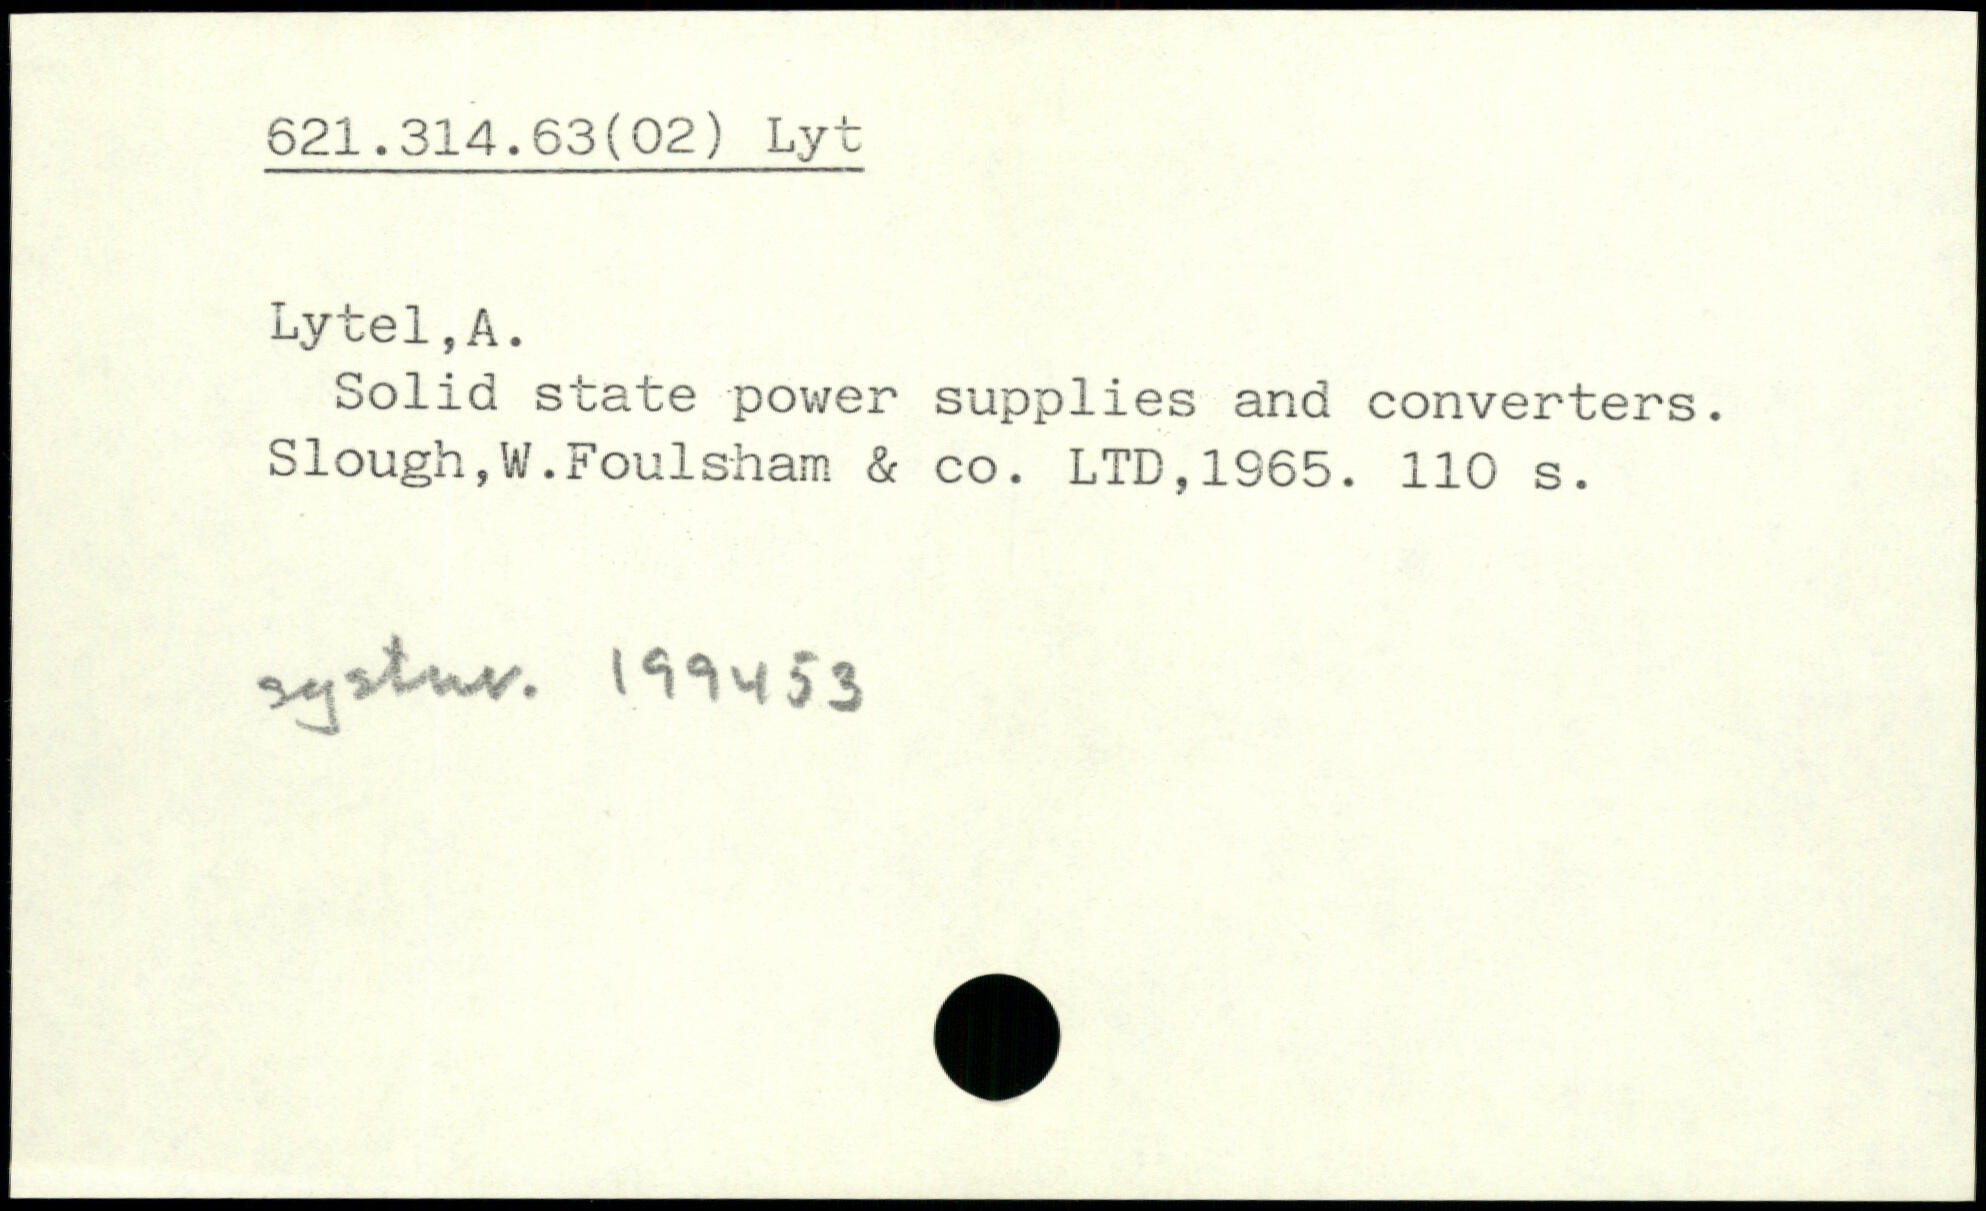 621.314.63(02) Lyt
Lytel,A.
Solid state power supplies and converters.
Slough,W.Foulsham & co. LTD,1965. 110 s.
systnr. 199453